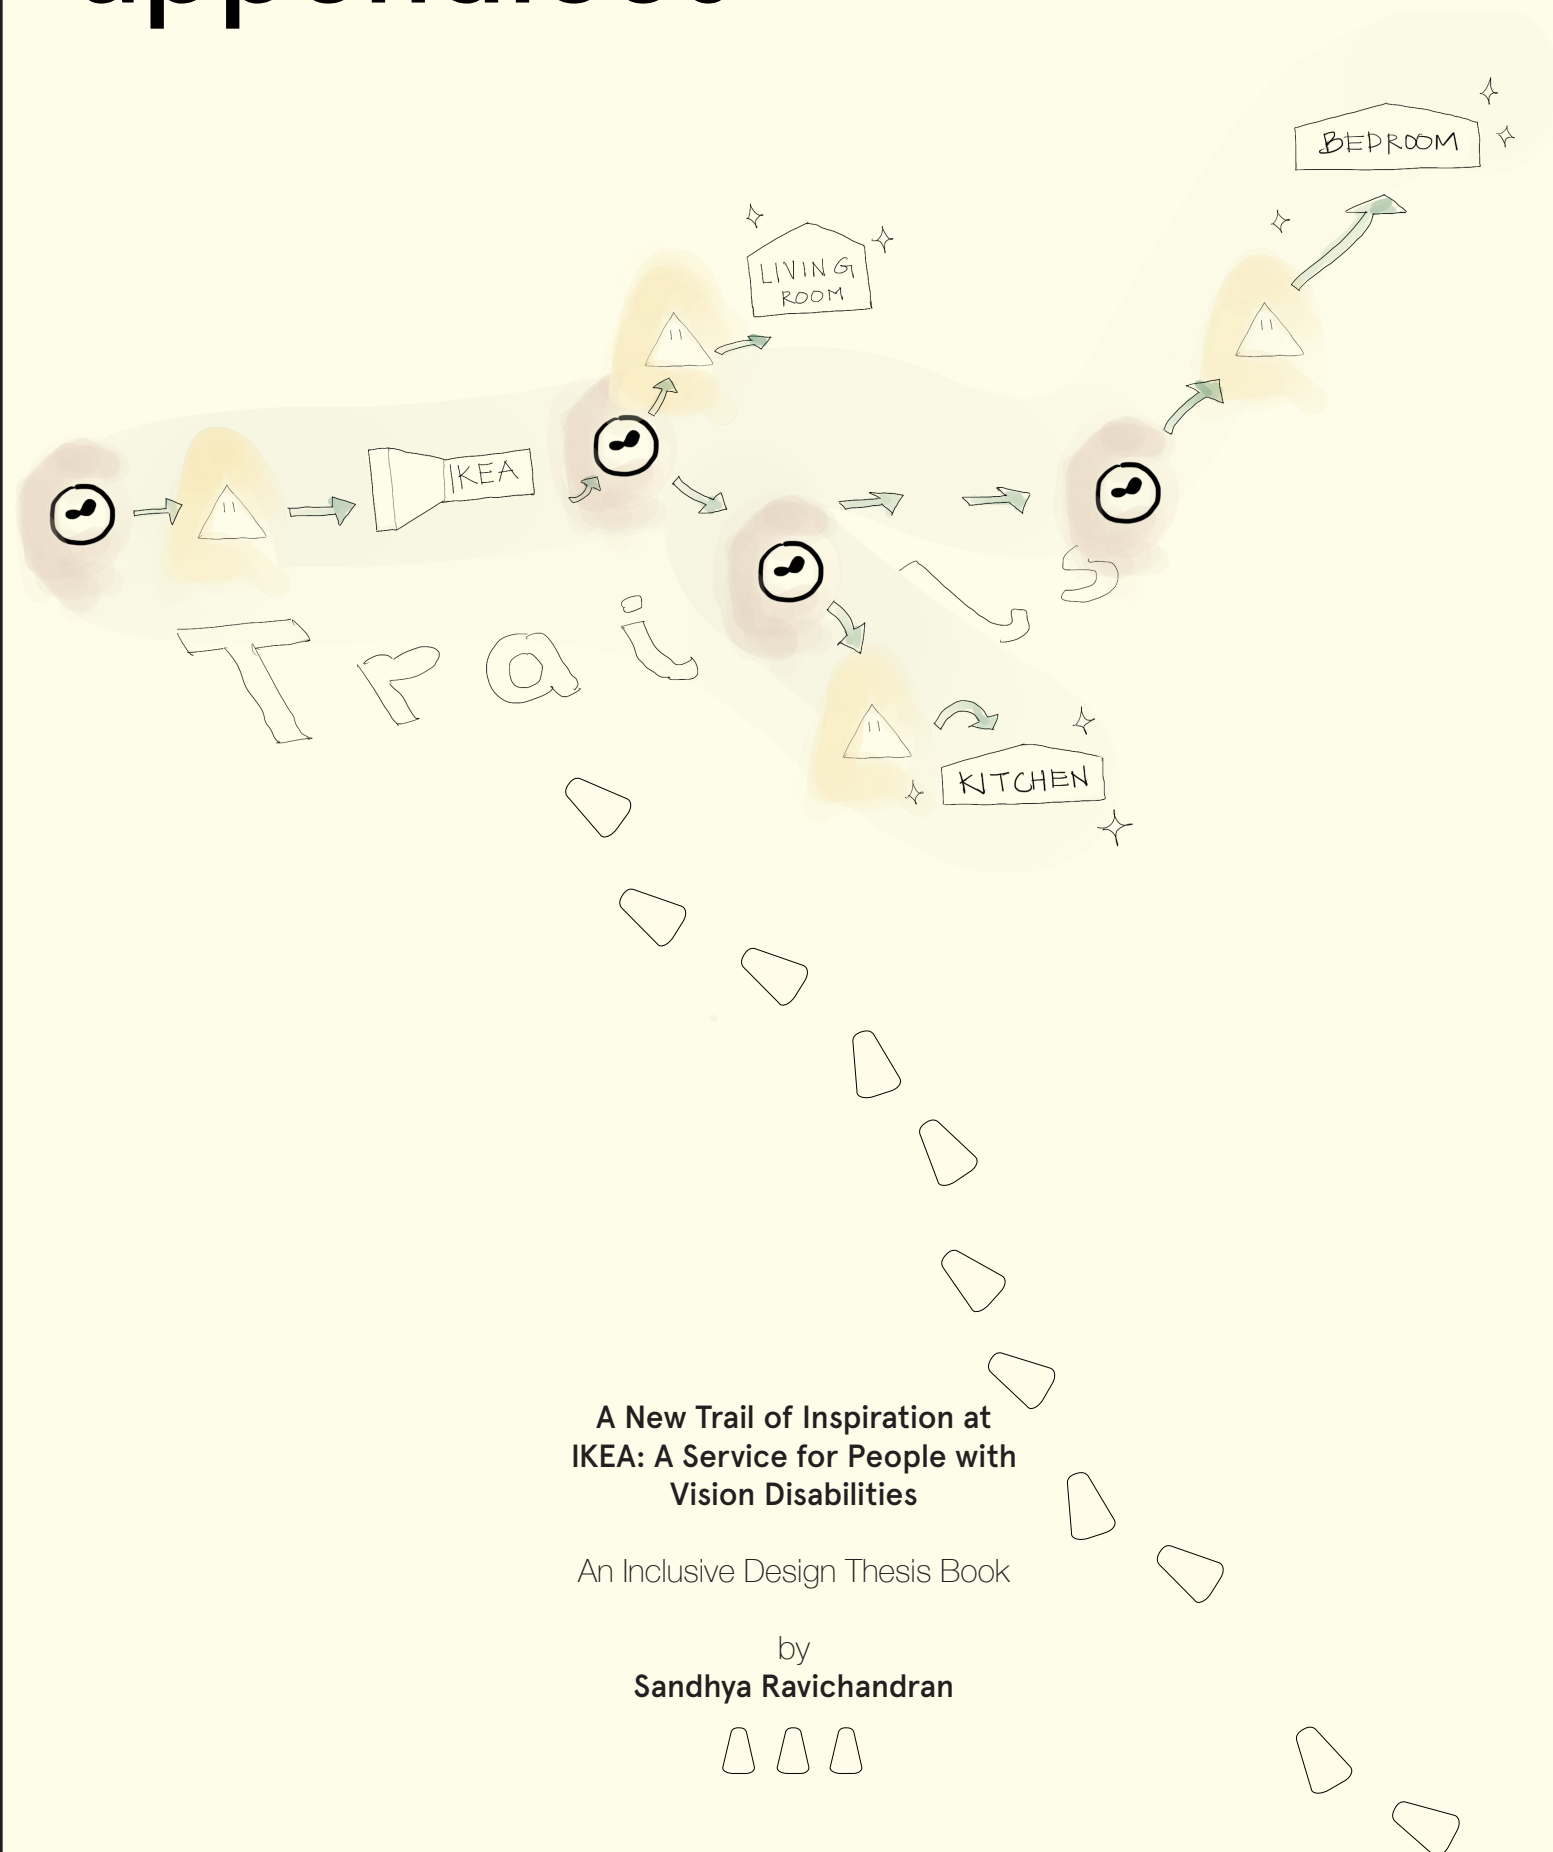 appendices
BEDROOM
LIVING
ROOM
IKEA
Trails
KITCHEN
A New Trail of Inspiration at
IKEA: A Service for People with
Vision Disabilities
An Inclusive Design Thesis Book
by
Sandhya Ravichandran